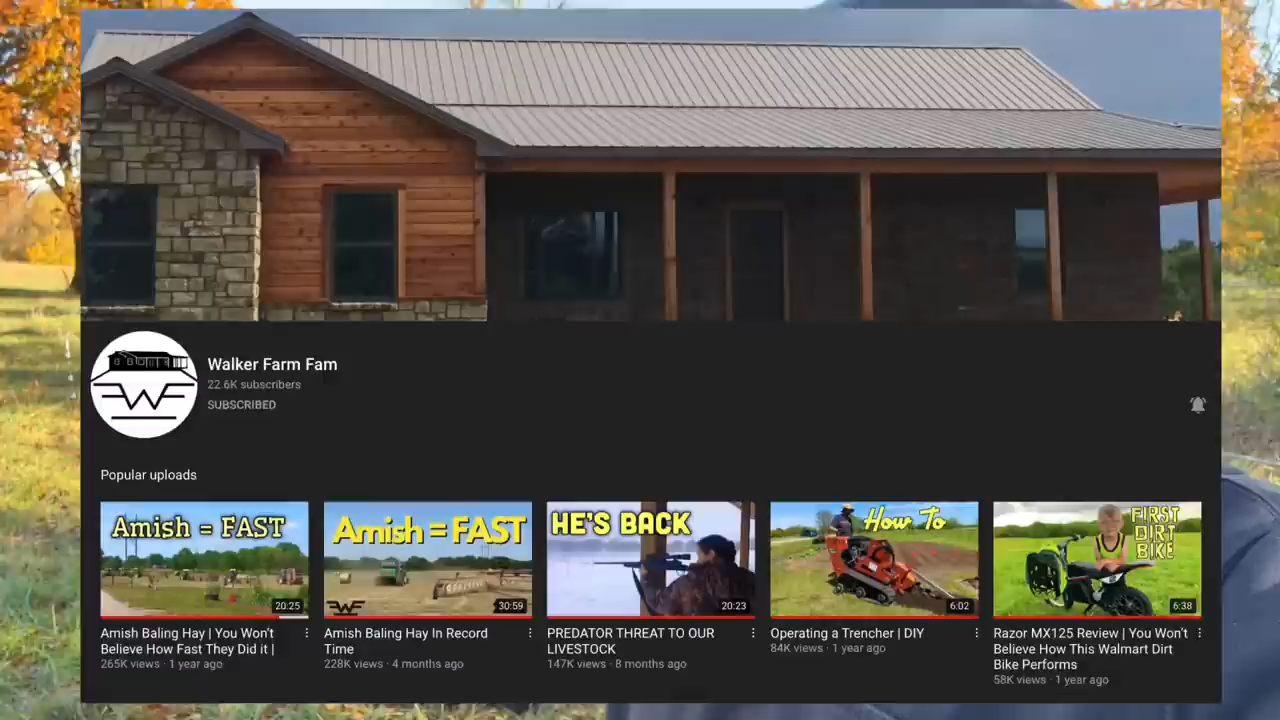 Walker Farm Fam
22.6K subscribers
SUBSCRIBED
Popular uploads
Amish = FAST
20:25
Amish Baling Hay | You Won't
Believe How Fast They Did it |
265K views · 1 year ago
Amish = FAST
30:59
Amish Baling Hay In Record
Time
228K views · 4 months ago
HE'S BACK
20:23
PREDATOR THREAT TO OUR
LIVESTOCK
147K views · 8 months ago
How To
6:02
Operating a Trencher | DIY
84K views · 1 year ago
FIRST
DIRT
BIKE
6:38
Razor MX125 Review | You Won't
Believe How This Walmart Dirt
Bike Performs
58K views · 1 year ago